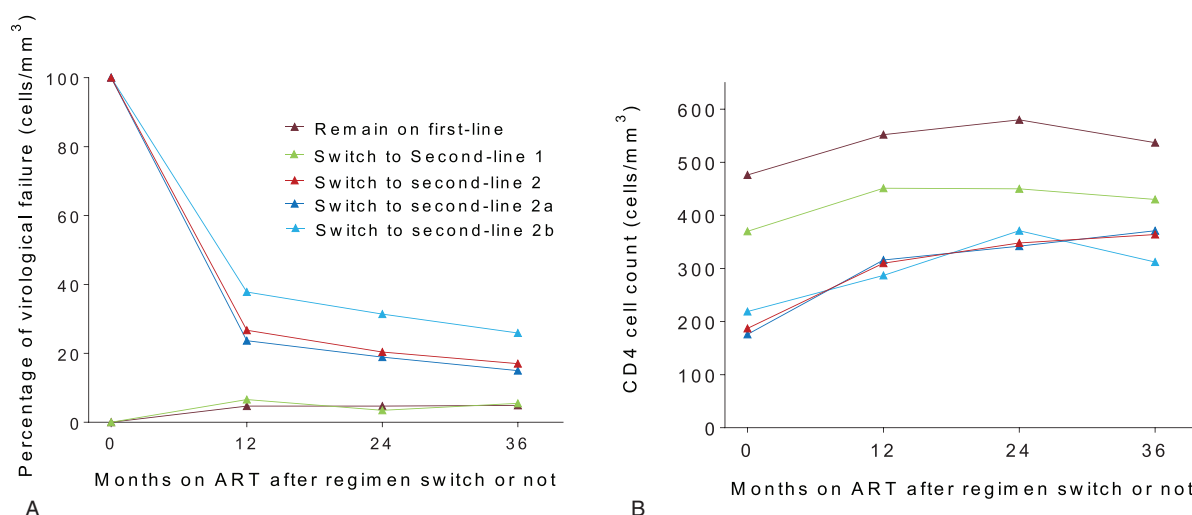 Percentage of virological failure (cells/mm³)
100
80
60
40
20
0
0 12 24 36
Months on ART after regimen switch or not
A
Remain on first-line
Switch to Second-line 1
Switch to second-line 2
Switch to second-line 2a
Switch to second-line 2b
CD4 cell count (cells/mm³)
600
500
400
300
200
100
0
0 12 24 36
Months on ART after regimen switch or not
B